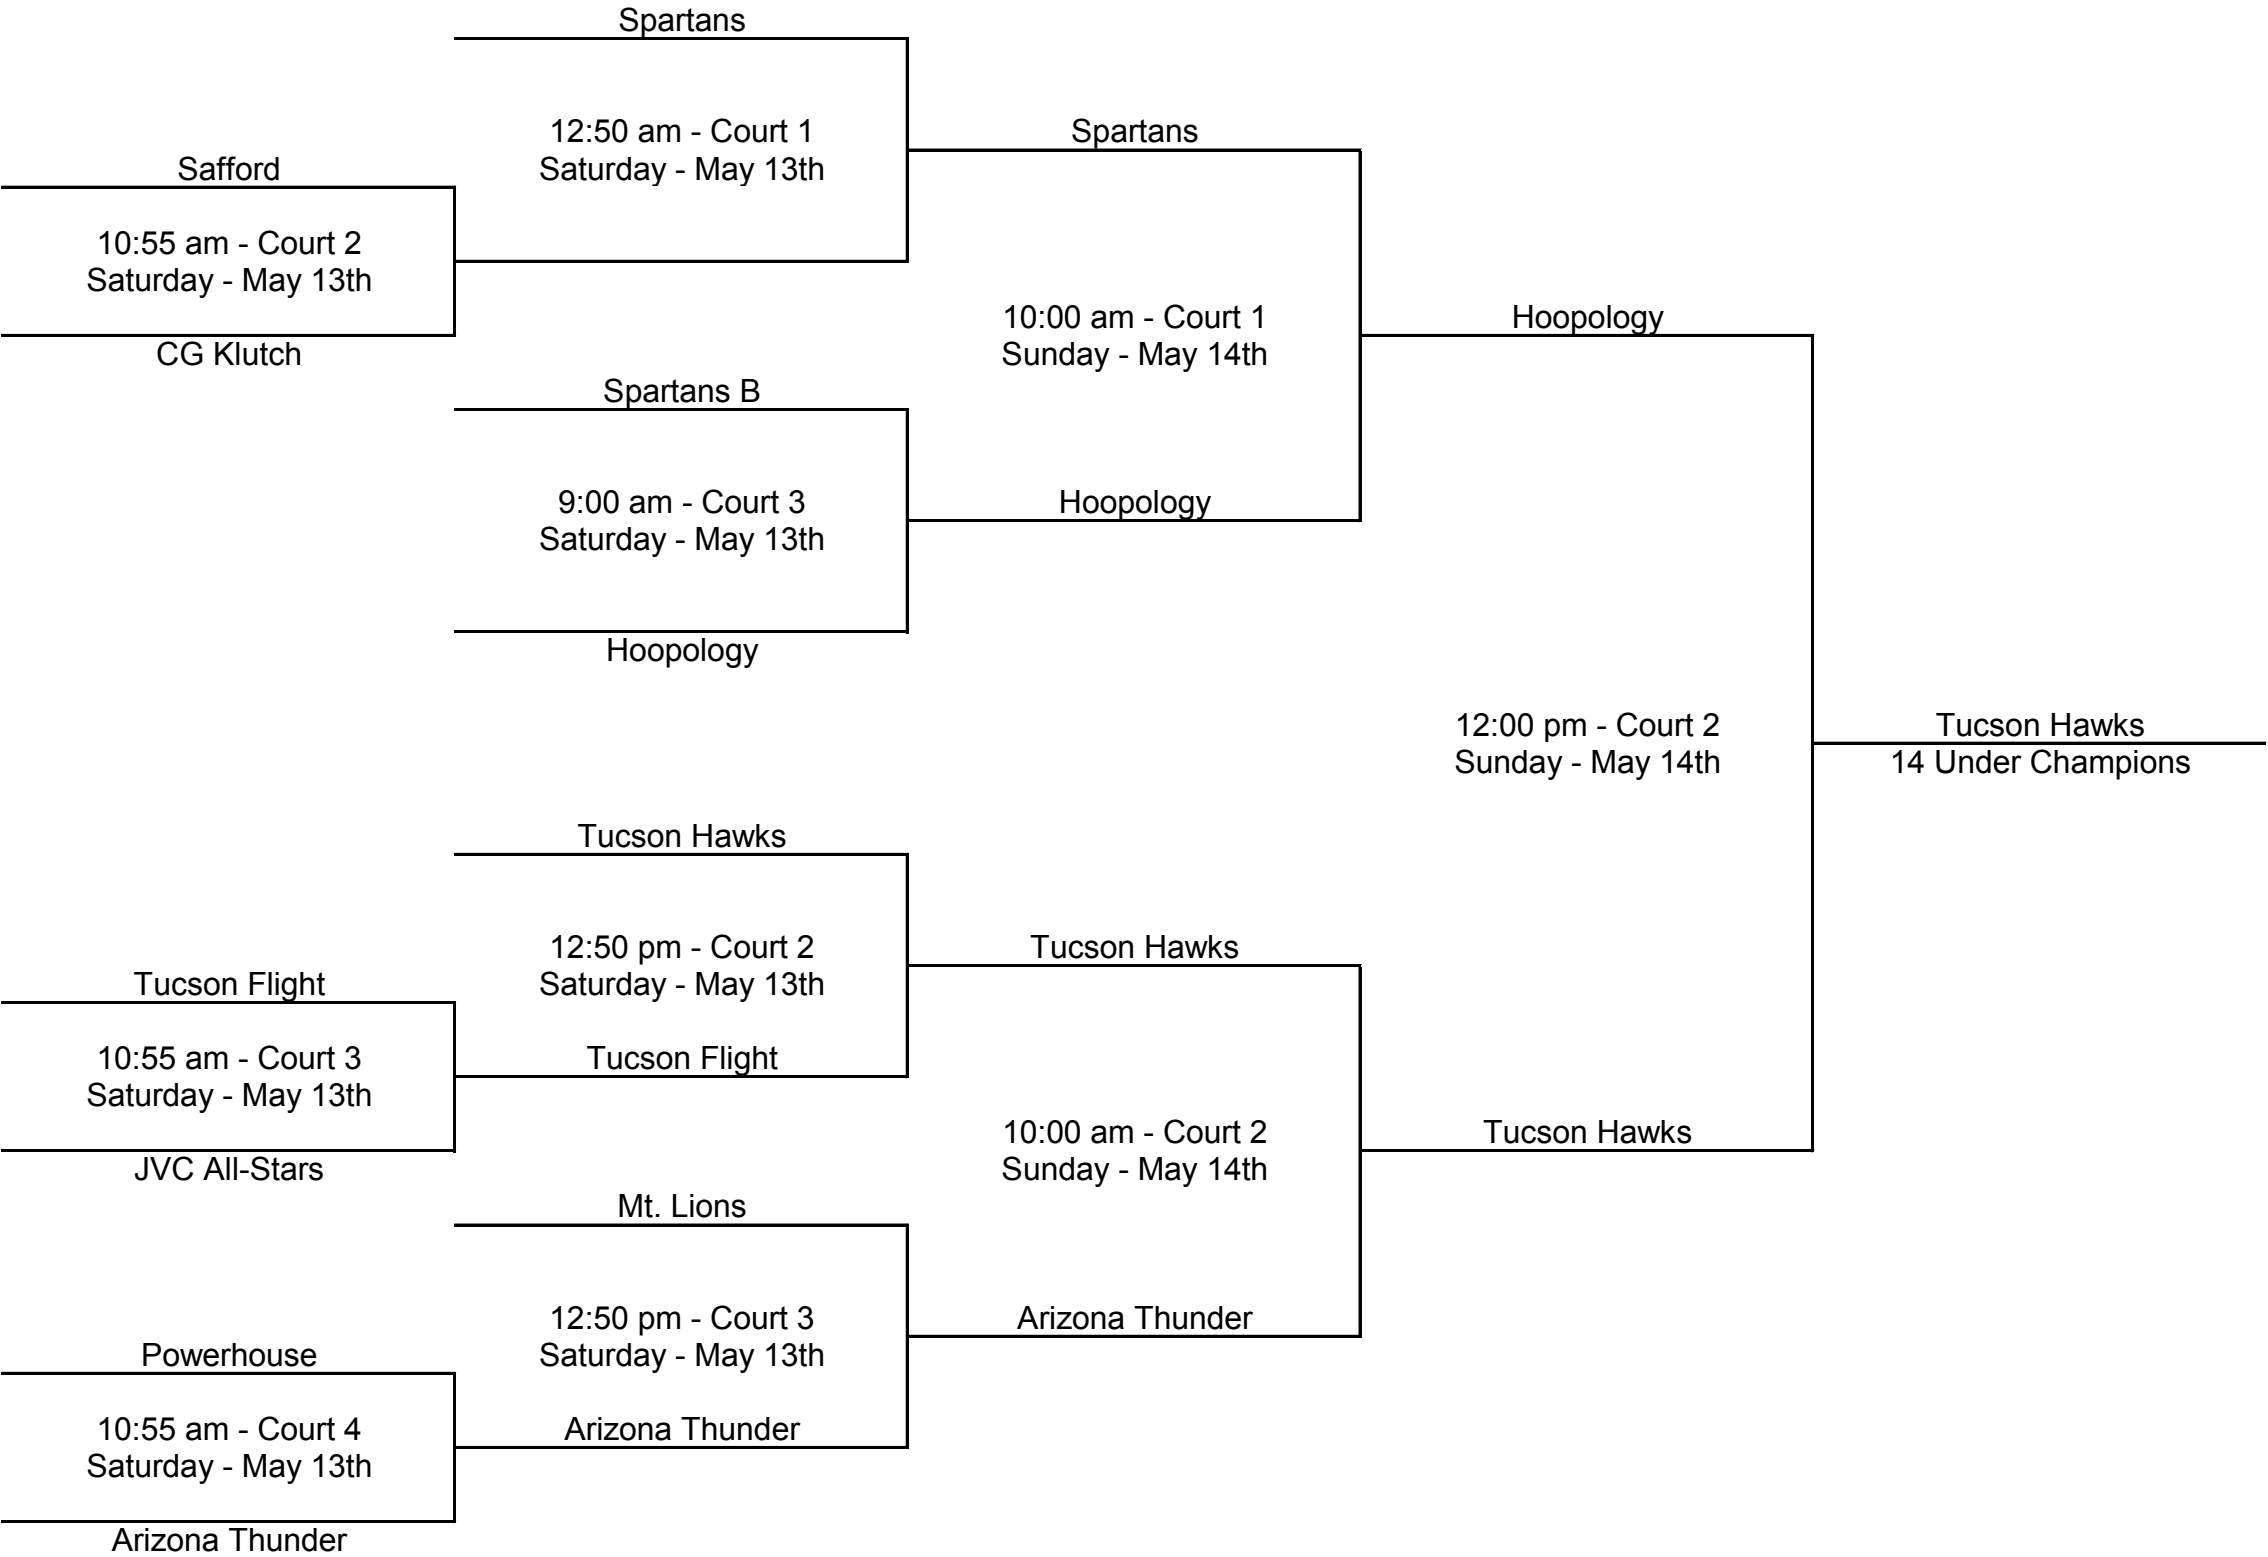 Spartans
12:50 am - Court 1
Saturday - May 13th
Spartans
Safford
10:55 am - Court 2
Saturday - May 13th
CG Klutch
10:00 am - Court 1
Sunday - May 14th
Hoopology
Spartans B
9:00 am - Court 3
Saturday - May 13th
Hoopology
Hoopology
12:00 pm - Court 2
Sunday - May 14th
Tucson Hawks
14 Under Champions
Tucson Hawks
12:50 pm - Court 2
Saturday - May 13th
Tucson Hawks
Tucson Flight
10:55 am - Court 3
Saturday - May 13th
Tucson Flight
JVC All-Stars
10:00 am - Court 2
Sunday - May 14th
Tucson Hawks
Mt. Lions
12:50 pm - Court 3
Saturday - May 13th
Arizona Thunder
Powerhouse
10:55 am - Court 4
Saturday - May 13th
Arizona Thunder
Arizona Thunder